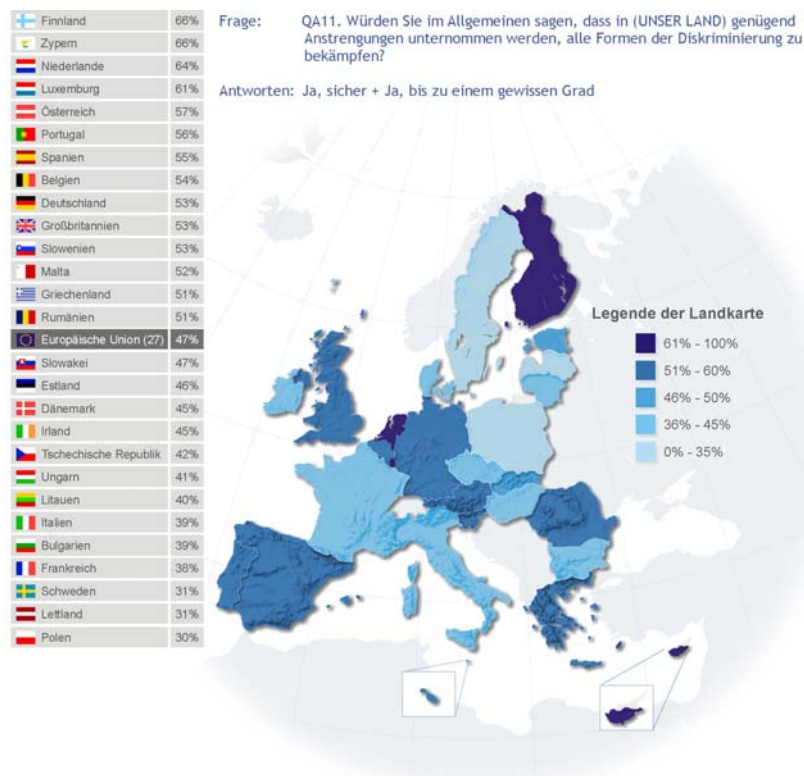 Frage: QA11. Würden Sie im Allgemeinen sagen, dass in (UNSER LAND) genügend
Anstrengungen unternommen werden, alle Formen der Diskriminierung zu
bekämpfen?
Antworten: Ja, sicher + Ja, bis zu einem gewissen Grad
Finnland 66%
Zypern 66%
Niederlande 64%
Luxemburg 61%
Österreich 57%
Portugal 56%
Spanien 55%
Belgien 54%
Deutschland 53%
Großbritannien 53%
Slowenien 53%
Malta 52%
Griechenland 51%
Rumänien 51%
Europäische Union (27) 47%
Slowakei 47%
Estland 46%
Dänemark 45%
Irland 45%
Tschechische Republik 42%
Ungarn 41%
Litauen 40%
Italien 39%
Bulgarien 39%
Frankreich 38%
Schweden 31%
Lettland 31%
Polen 30%
Legende der Landkarte
61% - 100%
51% - 60%
46% - 50%
36% - 45%
0% - 35%